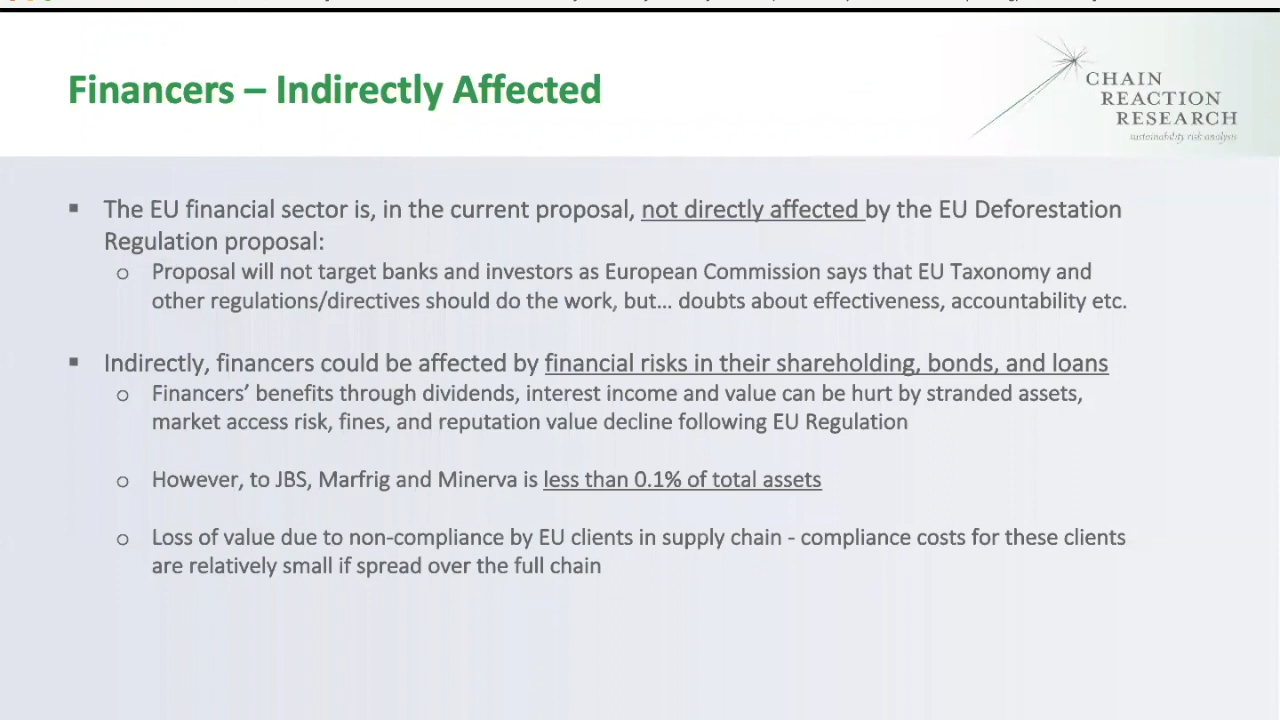 Financers – Indirectly Affected
CHAIN
REACTION
RESEARCH
sustainability risk analysis
▪ The EU financial sector is, in the current proposal, not directly affected by the EU Deforestation
Regulation proposal:
o Proposal will not target banks and investors as European Commission says that EU Taxonomy and
other regulations/directives should do the work, but... doubts about effectiveness, accountability etc.
▪ Indirectly, financers could be affected by financial risks in their shareholding, bonds, and loans
o Financers’ benefits through dividends, interest income and value can be hurt by stranded assets,
market access risk, fines, and reputation value decline following EU Regulation
o However, to JBS, Marfrig and Minerva is less than 0.1% of total assets
o Loss of value due to non-compliance by EU clients in supply chain - compliance costs for these clients
are relatively small if spread over the full chain